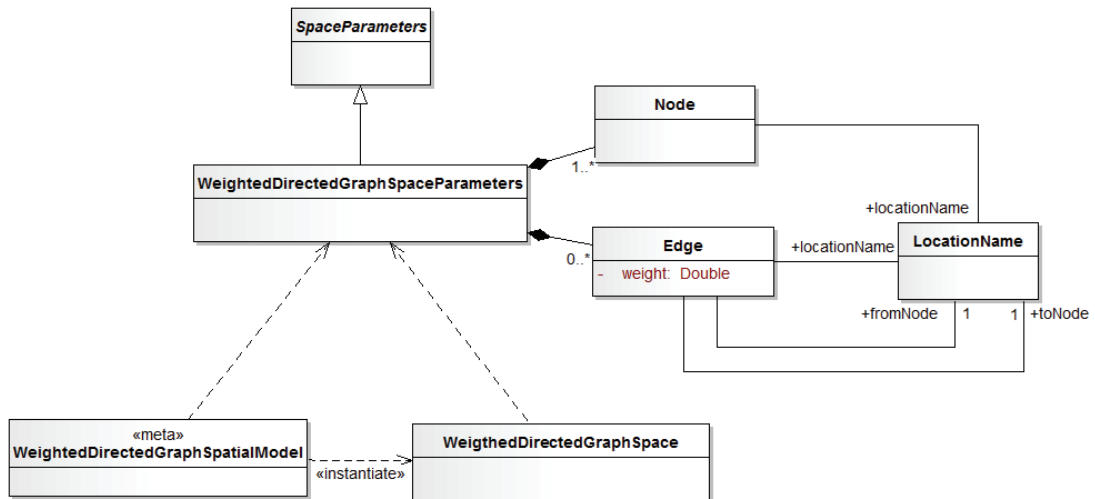 SpaceParameters
Node
1..*
WeightedDirectedGraphSpaceParameters
+locationName
Edge
0..*
- weight: Double
+locationName
LocationName
+fromNode
1
1
+toNode
«meta»
WeightedDirectedGraphSpatialModel
«instantiate»
WeigthedDirectedGraphSpace